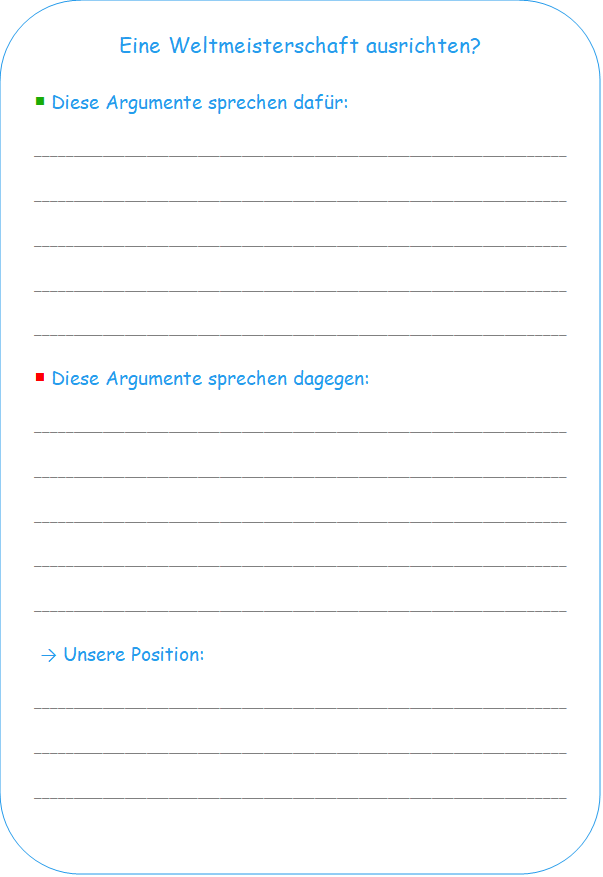 Eine Weltmeisterschaft ausrichten?
Diese Argumente sprechen dafür:
Diese Argumente sprechen dagegen:
→ Unsere Position: